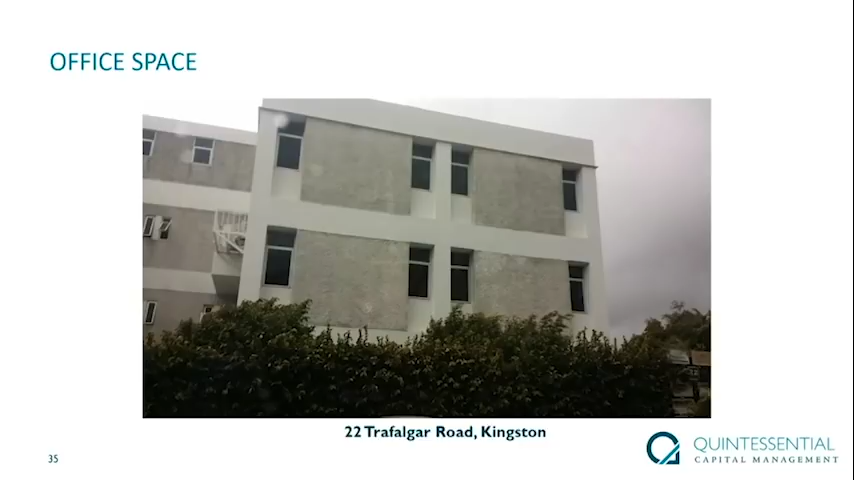 OFFICE SPACE
22 Trafalgar Road, Kingston
35
QUINTESSENTIAL
CAPITAL MANAGEMENT